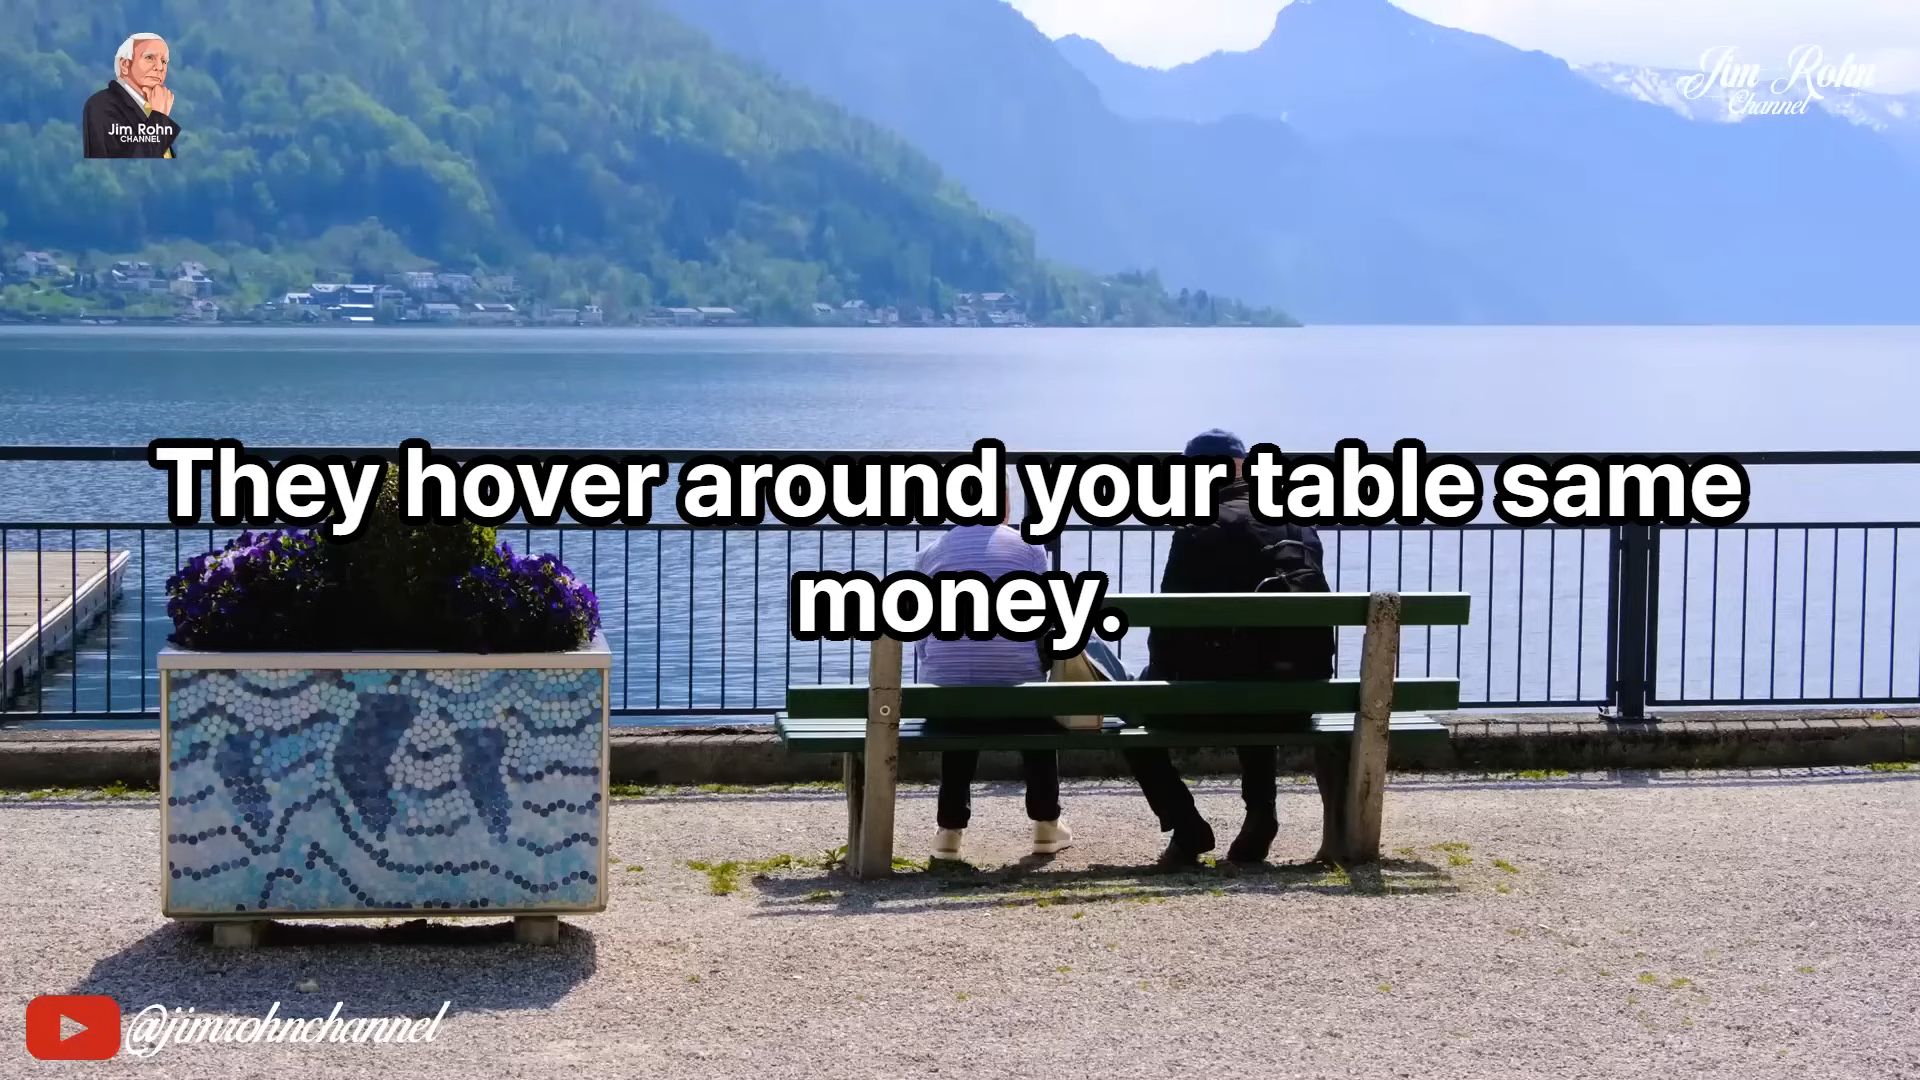 Jim Rohn
CHANNEL
Jim Rohn
Channel
They hover around your table same
money.
@jimrohnchannel